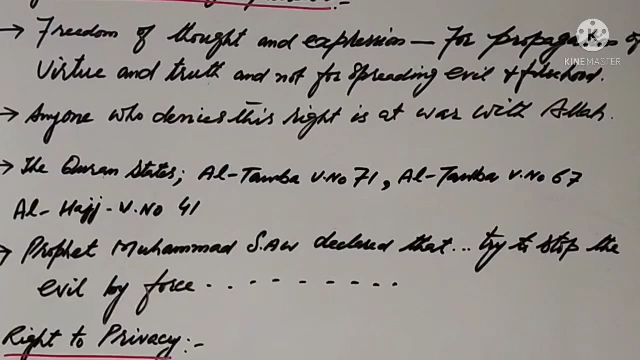 → Freedom of thought and expression - For propagation of
Virtue and truth and not for spreading evil & falsehood.
→ Anyone who denies this right is at war with Allah.
→ The Quran States; Al-Tauba V.No 71, Al-Tauba V.No 67
Al-Hajj-V.No 41
→ Prophet Muhammad S.AW declared that... try to stop the
evil by force ..........
Right to Privacy:-
KINEMASTER